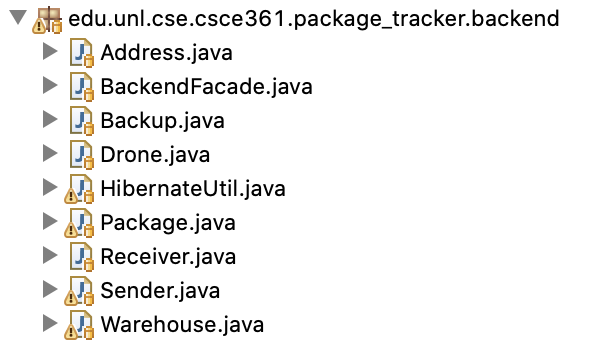 edu.unl.cse.csce361.package_tracker.backend
Address.java
BackendFacade.java
Backup.java
Drone.java
HibernateUtil.java
Package.java
Receiver.java
Sender.java
Warehouse.java